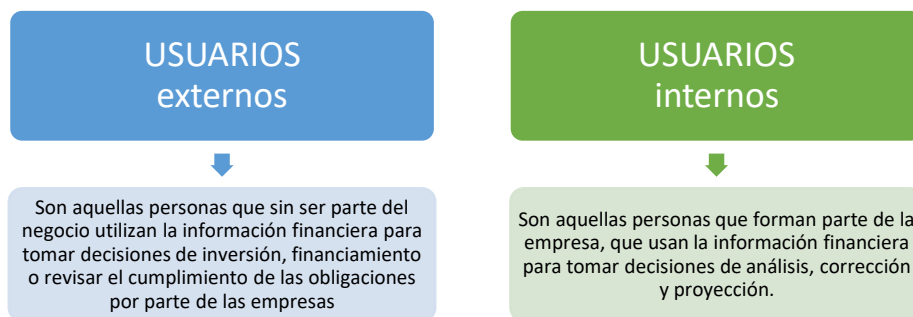 USUARIOS
externos
Son aquellas personas que sin ser parte del
negocio utilizan la información financiera para
tomar decisiones de inversión, financiamiento
o revisar el cumplimiento de las obligaciones
por parte de las empresas
USUARIOS
internos
Son aquellas personas que forman parte de la
empresa, que usan la información financiera
para tomar decisiones de análisis, corrección
y proyección.